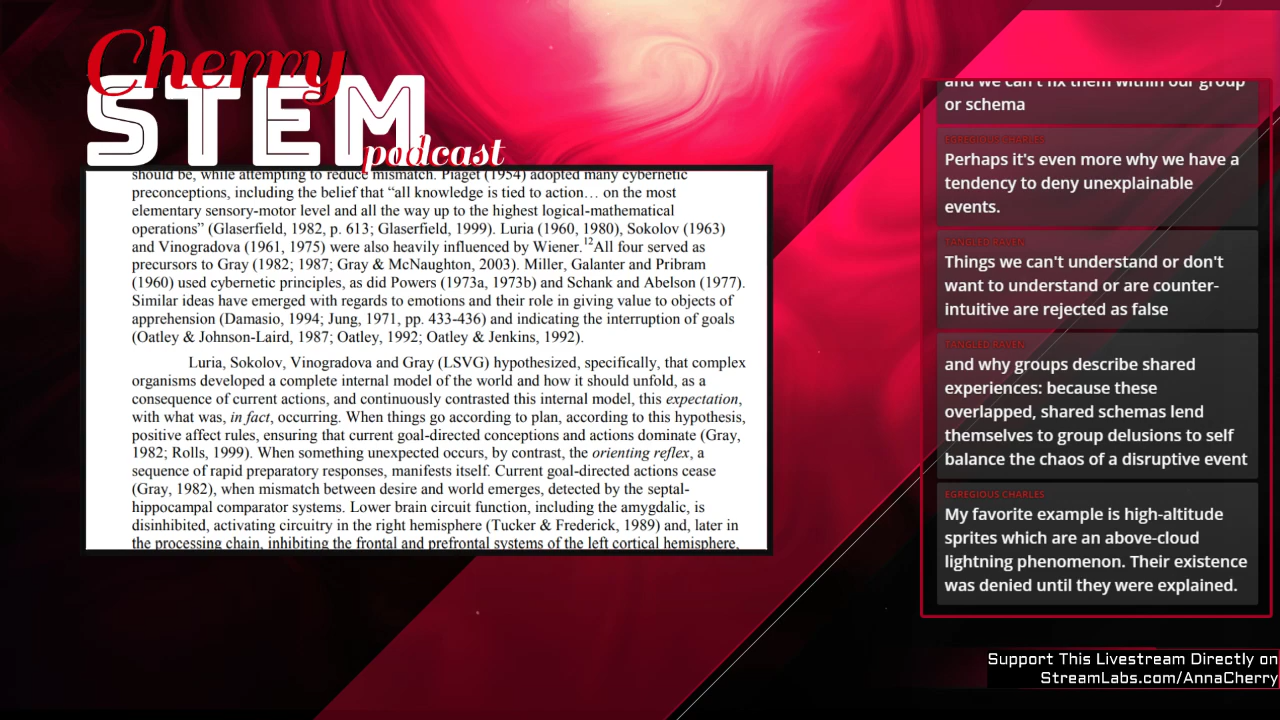 Cherry
STEM
podcast
should be, while attempting to reduce mismatch. Piaget (1954) adopted many cybernetic
preconceptions, including the belief that “all knowledge is tied to action… on the most
elementary sensory-motor level and all the way up to the highest logical-mathematical
operations” (Glaserfield, 1982, p. 613; Glaserfield, 1999). Luria (1960, 1980), Sokolov (1963)
and Vinogradova (1961, 1975) were also heavily influenced by Wiener.12All four served as
precursors to Gray (1982; 1987; Gray & McNaughton, 2003). Miller, Galanter and Pribram
(1960) used cybernetic principles, as did Powers (1973a, 1973b) and Schank and Abelson (1977).
Similar ideas have emerged with regards to emotions and their role in giving value to objects of
apprehension (Damasio, 1994; Jung, 1971, pp. 433-436) and indicating the interruption of goals
(Oatley & Johnson-Laird, 1987; Oatley, 1992; Oatley & Jenkins, 1992).
Luria, Sokolov, Vinogradova and Gray (LSVG) hypothesized, specifically, that complex
organisms developed a complete internal model of the world and how it should unfold, as a
consequence of current actions, and continuously contrasted this internal model, this expectation,
with what was, in fact, occurring. When things go according to plan, according to this hypothesis,
positive affect rules, ensuring that current goal-directed conceptions and actions dominate (Gray,
1982; Rolls, 1999). When something unexpected occurs, by contrast, the orienting reflex, a
sequence of rapid preparatory responses, manifests itself. Current goal-directed actions cease
(Gray, 1982), when mismatch between desire and world emerges, detected by the septal-
hippocampal comparator systems. Lower brain circuit function, including the amygdalic, is
disinhibited, activating circuitry in the right hemisphere (Tucker & Frederick, 1989) and, later in
the processing chain, inhibiting the frontal and prefrontal systems of the left cortical hemisphere,
and we can't fix them within our group
or schema
EGREGIOUS CHARLES
Perhaps it's even more why we have a
tendency to deny unexplainable
events.
TANGLED RAVEN
Things we can't understand or don't
want to understand or are counter-
intuitive are rejected as false
TANGLED RAVEN
and why groups describe shared
experiences: because these
overlapped, shared schemas lend
themselves to group delusions to self
balance the chaos of a disruptive event
EGREGIOUS CHARLES
My favorite example is high-altitude
sprites which are an above-cloud
lightning phenomenon. Their existence
was denied until they were explained.
Support This Livestream Directly on
StreamLabs.com/AnnaCherry